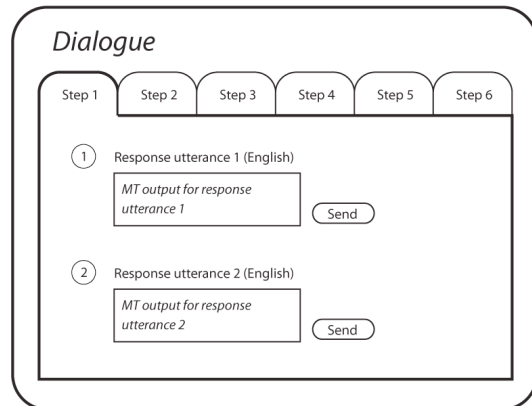 Dialogue
Step 1 Step 2 Step 3 Step 4 Step 5 Step 6
1 Response utterance 1 (English)
MT output for response
utterance 1
Send
2 Response utterance 2 (English)
MT output for response
utterance 2
Send